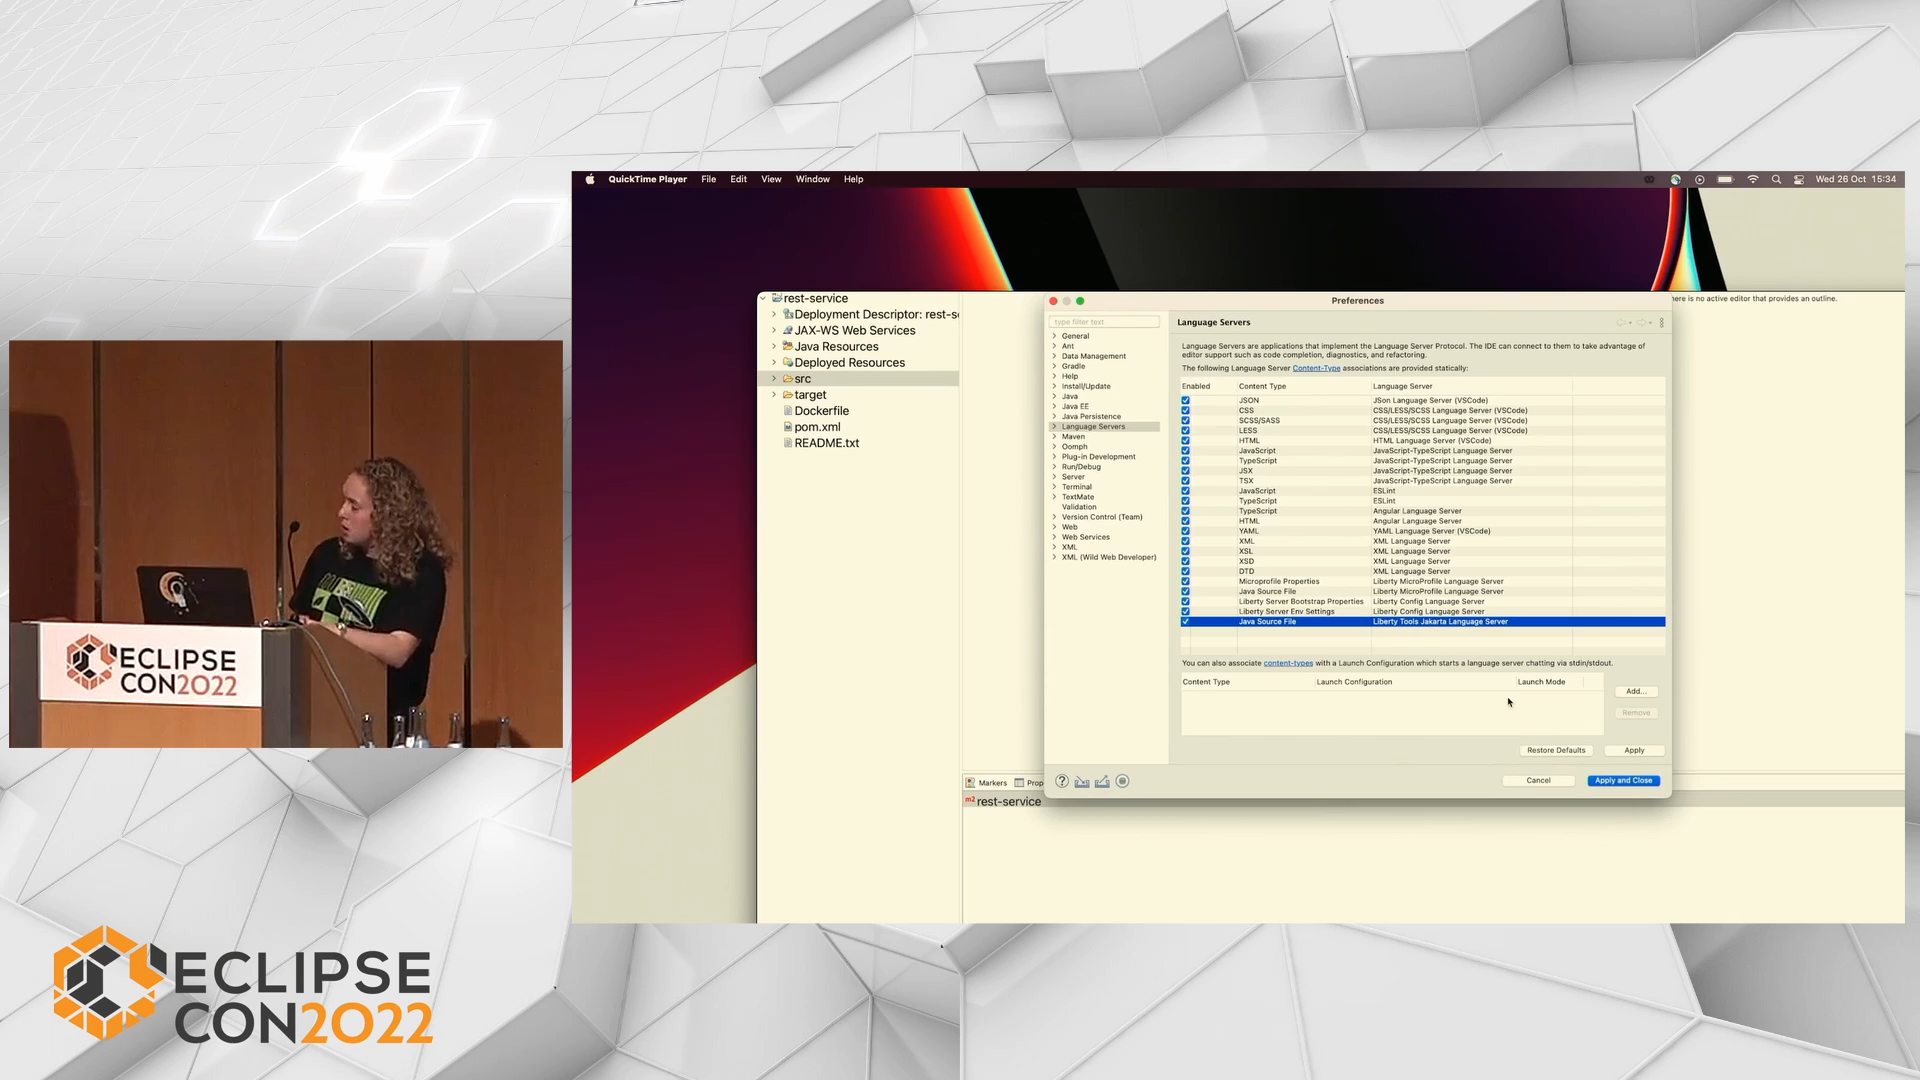 QuickTime Player File Edit View Window Help
Wed 26 Oct 15:34
rest-service
Deployment Descriptor: rest-s
JAX-WS Web Services
Java Resources
Deployed Resources
src
target
Dockerfile
pom.xml
README.txt
Preferences
type filter text
General
Ant
Data Management
Gradle
Help
Install/Update
Java
Java EE
Java Persistence
Language Servers
Maven
Oomph
Plug-in Development
Run/Debug
Server
Terminal
TextMate
Validation
Version Control (Team)
Web
Web Services
XML
XML (Wild Web Developer)
Language Servers
Language Servers are applications that implement the Language Server Protocol. The IDE can connect to them to take advantage of
editor support such as code completion, diagnostics, and refactoring.
The following Language Server Content-Type associations are provided statically:
Enabled Content Type Language Server
JSON JSon Language Server (VSCode)
CSS CSS/LESS/SCSS Language Server (VSCode)
SCSS/SASS CSS/LESS/SCSS Language Server (VSCode)
LESS CSS/LESS/SCSS Language Server (VSCode)
HTML HTML Language Server (VSCode)
JavaScript JavaScript-TypeScript Language Server
TypeScript JavaScript-TypeScript Language Server
JSX JavaScript-TypeScript Language Server
TSX JavaScript-TypeScript Language Server
JavaScript ESLint
TypeScript ESLint
TypeScript Angular Language Server
HTML Angular Language Server
YAML YAML Language Server (VSCode)
XML XML Language Server
XSL XML Language Server
XSD XML Language Server
DTD XML Language Server
Microprofile Properties Liberty MicroProfile Language Server
Java Source File Liberty MicroProfile Language Server
Liberty Server Bootstrap Properties Liberty Config Language Server
Liberty Server Env Settings Liberty Config Language Server
Java Source File Liberty Tools Jakarta Language Server
You can also associate content-types with a Launch Configuration which starts a language server chatting via stdin/stdout.
Content Type Launch Configuration Launch Mode
Add...
Remove
Restore Defaults Apply
Cancel Apply and Close
here is no active editor that provides an outline.
Markers Prop
rest-service
ECLIPSE
CON2022
ECLIPSE
CON2022